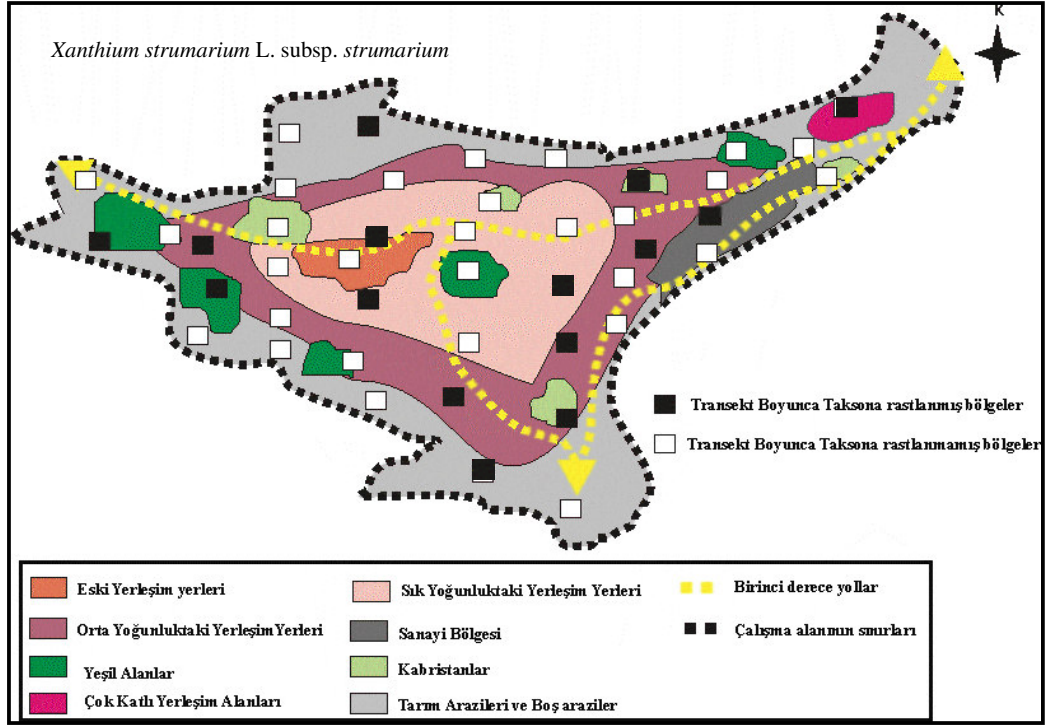 K
Xanthium strumarium L. subsp. strumarium
Transekt Boyunca Taksona rastlanmış bölgeler
Transekt Boyunca Taksona rastlanmamış bölgeler
Eski Yerleşim yerleri
Sık Yoğunluktaki Yerleşim Yerleri
Birinci derece yollar
Orta Yoğunluktaki Yerleşim Yerleri
Sanayi Bölgesi
Çalışma alanının sınırları
Yeşil Alanlar
Kabristanlar
Çok Katlı Yerleşim Alanları
Tarım Arazileri ve Boş araziler